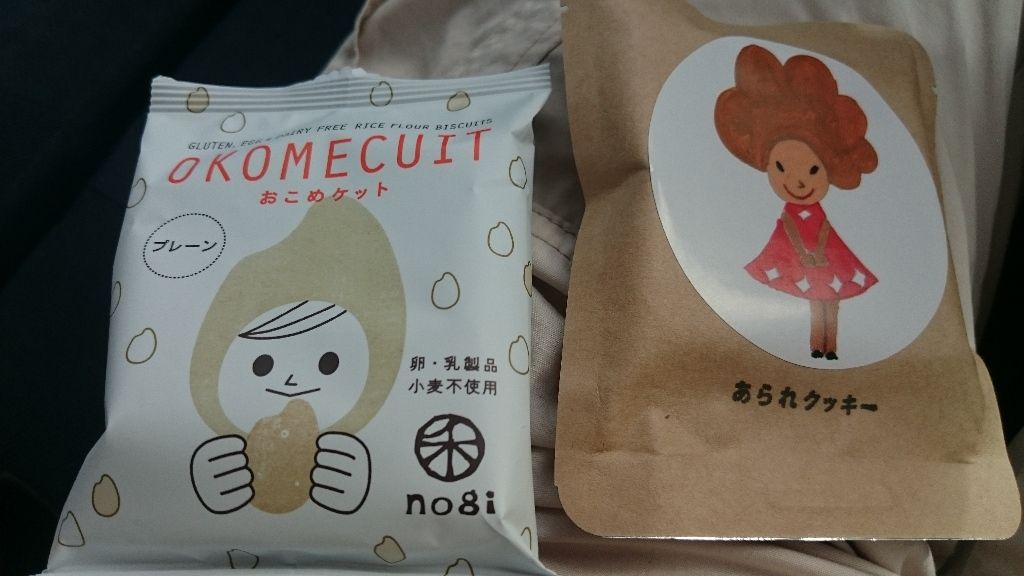 GLUTEN, EGG & DAIRY FREE RICE FLOUR BISCUITS
OKOMECUIT
おこめケット
プレーン
卵・乳製品
小麦不使用
禾
nogi
あられクッキー